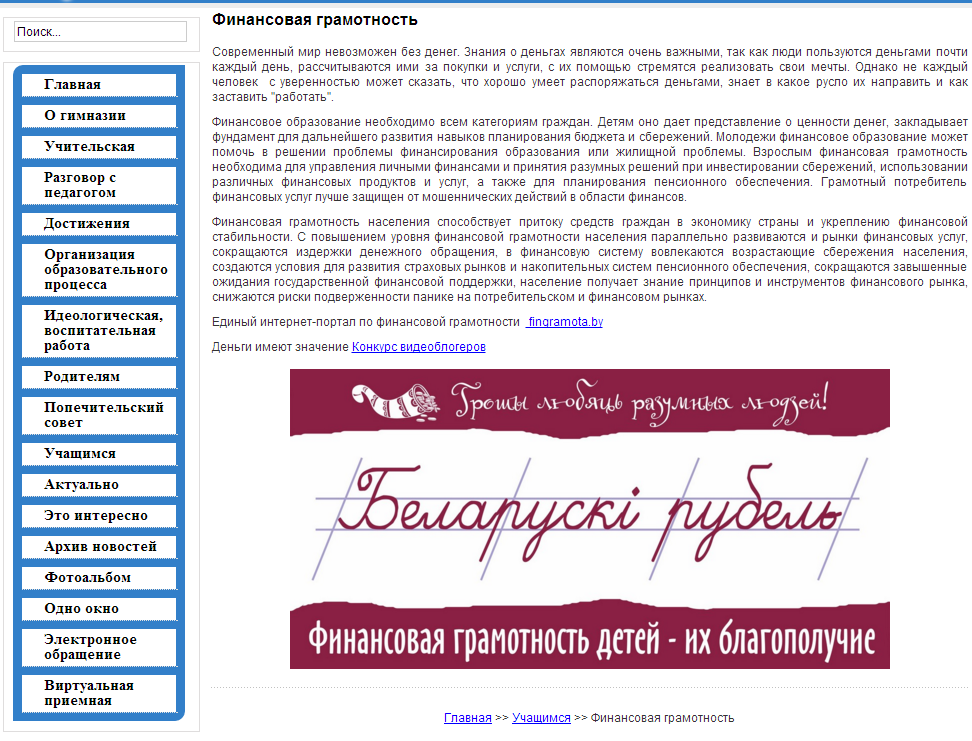 Поиск...
Главная
О гимназии
Учительская
Разговор с
педагогом
Достижения
Организация
образовательного
процесса
Идеологическая,
воспитательная
работа
Родителям
Попечительский
совет
Учащимся
Актуально
Это интересно
Архив новостей
Фотоальбом
Одно окно
Электронное
обращение
Виртуальная
приемная
Финансовая грамотность
Современный мир невозможен без денег. Знания о деньгах являются очень важными, так как люди пользуются деньгами почти
каждый день, рассчитываются ими за покупки и услуги, с их помощью стремятся реализовать свои мечты. Однако не каждый
человек с уверенностью может сказать, что хорошо умеет распоряжаться деньгами, знает в какое русло их направить и как
заставить "работать".
Финансовое образование необходимо всем категориям граждан. Детям оно дает представление о ценности денег, закладывает
фундамент для дальнейшего развития навыков планирования бюджета и сбережений. Молодежи финансовое образование может
помочь в решении проблемы финансирования образования или жилищной проблемы. Взрослым финансовая грамотность
необходима для управления личными финансами и принятия разумных решений при инвестировании сбережений, использовании
различных финансовых продуктов и услуг, а также для планирования пенсионного обеспечения. Грамотный потребитель
финансовых услуг лучше защищен от мошеннических действий в области финансов.
Финансовая грамотность населения способствует притоку средств граждан в экономику страны и укреплению финансовой
стабильности. С повышением уровня финансовой грамотности населения параллельно развиваются и рынки финансовых услуг,
сокращаются издержки денежного обращения, в финансовую систему вовлекаются возрастающие сбережения населения,
создаются условия для развития страховых рынков и накопительных систем пенсионного обеспечения, сокращаются завышенные
ожидания государственной финансовой поддержки, население получает знание принципов и инструментов финансового рынка,
снижаются риски подверженности панике на потребительском и финансовом рынках.
Единый интернет-портал по финансовой грамотности fingramota.by
Деньги имеют значение Конкурс видеоблогеров
Грошы любяць разумных людзей!
Беларускі рубель
Финансовая грамотность детей - их благополучие
Главная >> Учащимся >> Финансовая грамотность